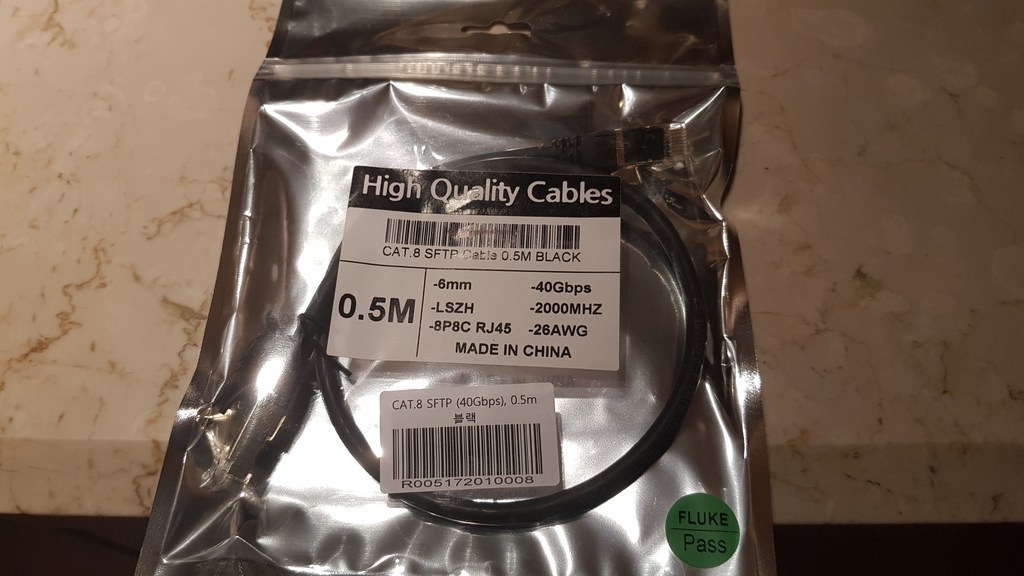 High Quality Cables
CAT.8 SFTP Cable 0.5M BLACK
0.5M
-6mm -40Gbps
-LSZH -2000MHZ
-8P8C RJ45 -26AWG
MADE IN CHINA
CAT.8 SFTP (40Gbps), 0.5m
블랙
R005172010008
FLUKE
Pass